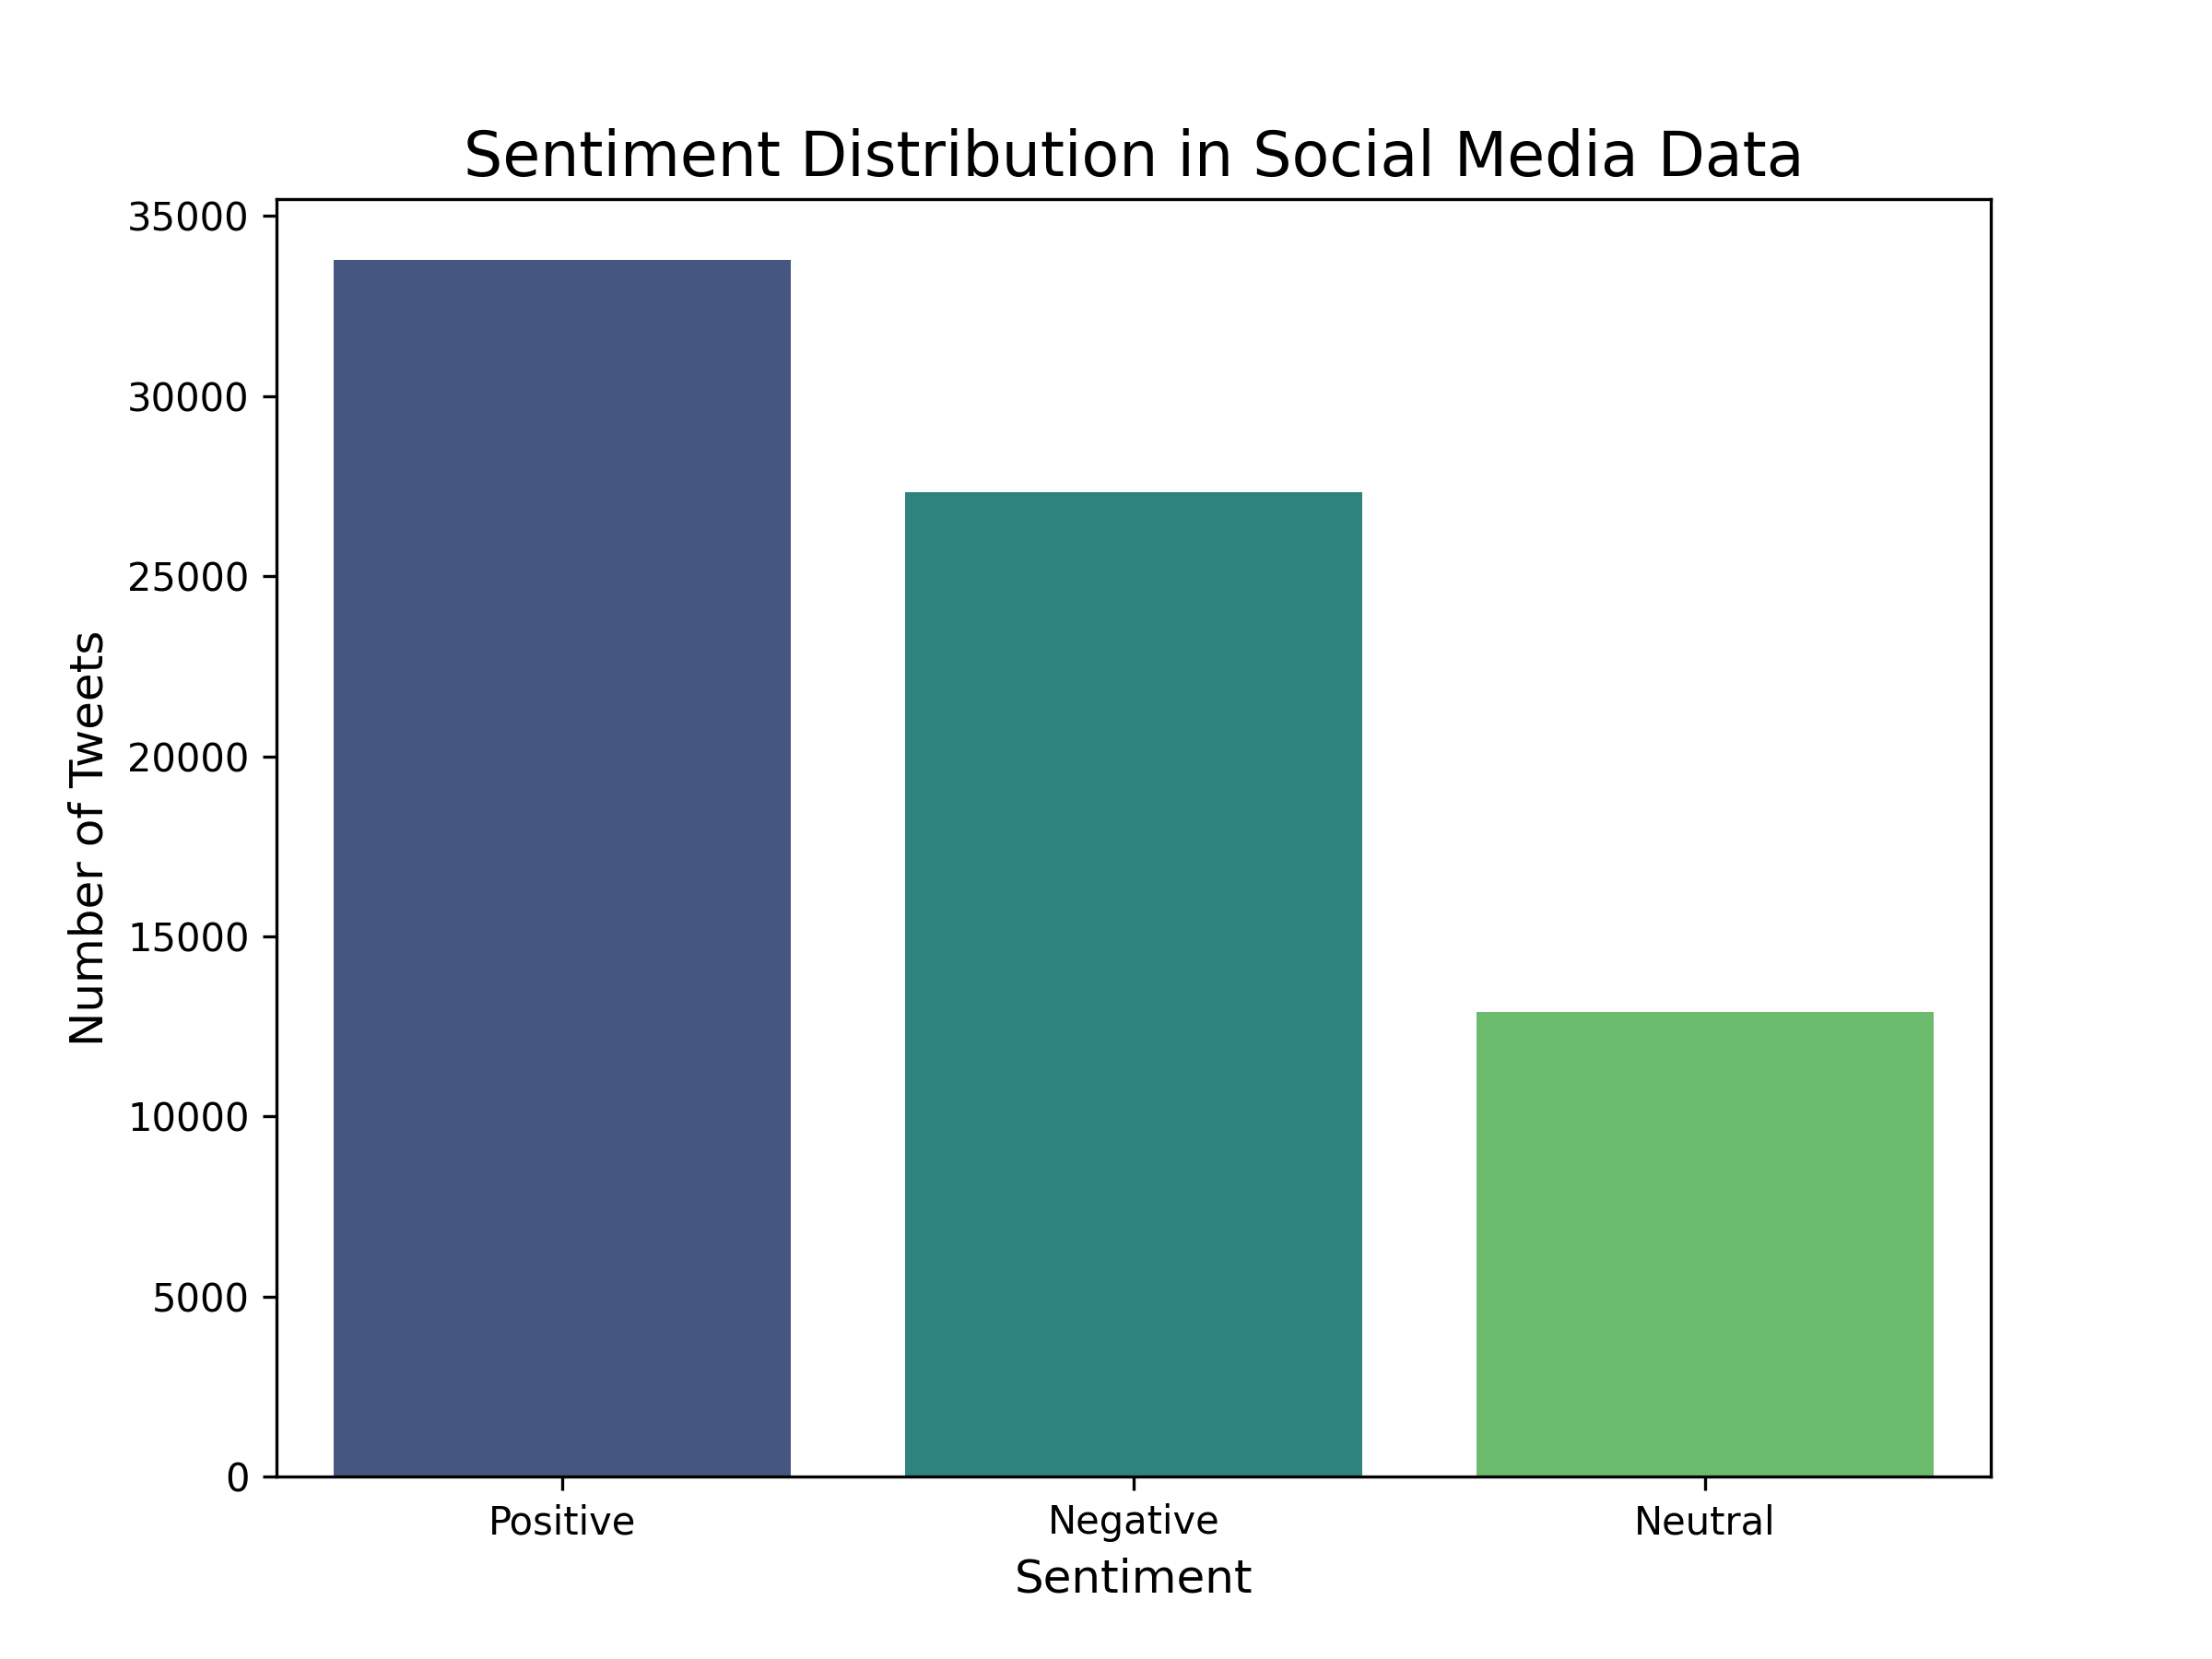 Sentiment Distribution in Social Media Data
35000
30000
25000
20000
15000
10000
5000
0
Number of Tweets
Positive
Negative
Neutral
Sentiment